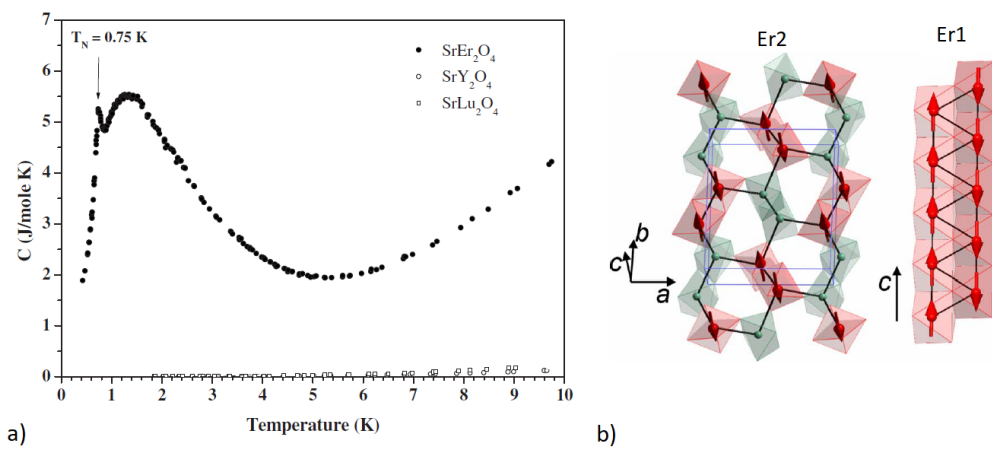 T_N = 0.75 K
SrEr₂O₄
SrY₂O₄
SrLu₂O₄
C (J/mole K)
7
6
5
4
3
2
1
0
0 1 2 3 4 5 6 7 8 9 10
Temperature (K)
a)
Er2
Er1
b
c
a
c
b)